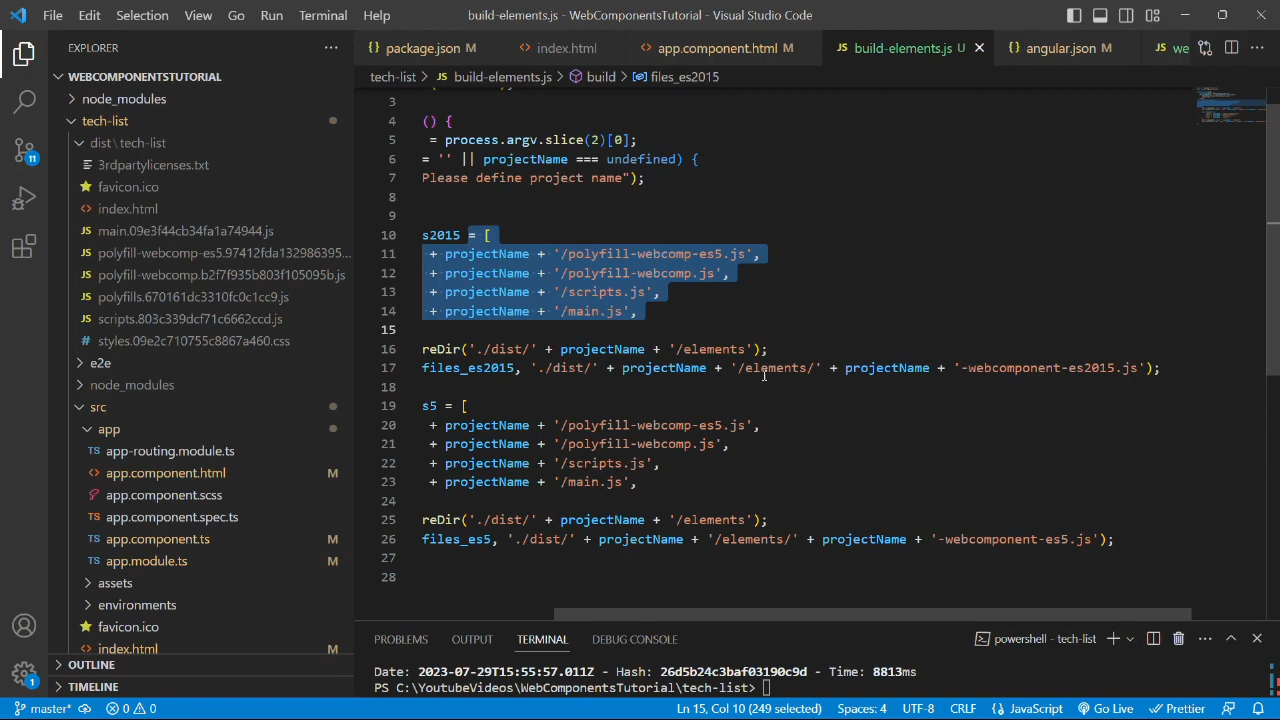 File Edit Selection View Go Run Terminal Help build-elements.js - WebComponentsTutorial - Visual Studio Code
EXPLORER ...
package.json M index.html app.component.html M build-elements.js U angular.json M we
tech-list > build-elements.js > build > files_es2015
WEBCOMPONENTSTUTORIAL
node_modules
tech-list
dist \ tech-list
3rdpartylicenses.txt
favicon.ico
index.html
main.09e3f44cb34fa1a74944.js
polyfill-webcomp-es5.97412fda132986395...
polyfill-webcomp.b2f7f935b803f105095b.js
polyfills.670161dc3310fc0c1cc9.js
scripts.803c339dcf71c6662ccd.js
styles.09e2c710755c8867a460.css
e2e
node_modules
src
app
app-routing.module.ts
app.component.html M
app.component.scss
app.component.spec.ts
app.component.ts M
app.module.ts M
assets
environments
favicon.ico
index.html M
OUTLINE
TIMELINE
3
4 () {
5 = process.argv.slice(2)[0];
6 = '' || projectName === undefined) {
7 Please define project name");
8
9
10 s2015 = [
11 + projectName + '/polyfill-webcomp-es5.js',
12 + projectName + '/polyfill-webcomp.js',
13 + projectName + '/scripts.js',
14 + projectName + '/main.js',
15
16 reDir('./dist/' + projectName + '/elements');
17 files_es2015, './dist/' + projectName + '/elements/' + projectName + '-webcomponent-es2015.js');
18
19 s5 = [
20 + projectName + '/polyfill-webcomp-es5.js',
21 + projectName + '/polyfill-webcomp.js',
22 + projectName + '/scripts.js',
23 + projectName + '/main.js',
24
25 reDir('./dist/' + projectName + '/elements');
26 files_es5, './dist/' + projectName + '/elements/' + projectName + '-webcomponent-es5.js');
27
28
PROBLEMS OUTPUT TERMINAL DEBUG CONSOLE powershell - tech-list
Date: 2023-07-29T15:55:57.011Z - Hash: 26d5b24c3baf03190c9d - Time: 8813ms
PS C:\YoutubeVideos\WebComponentsTutorial\tech-list>
11
1
master* 0 0 Ln 15, Col 10 (249 selected) Spaces: 4 UTF-8 CRLF JavaScript Go Live Prettier